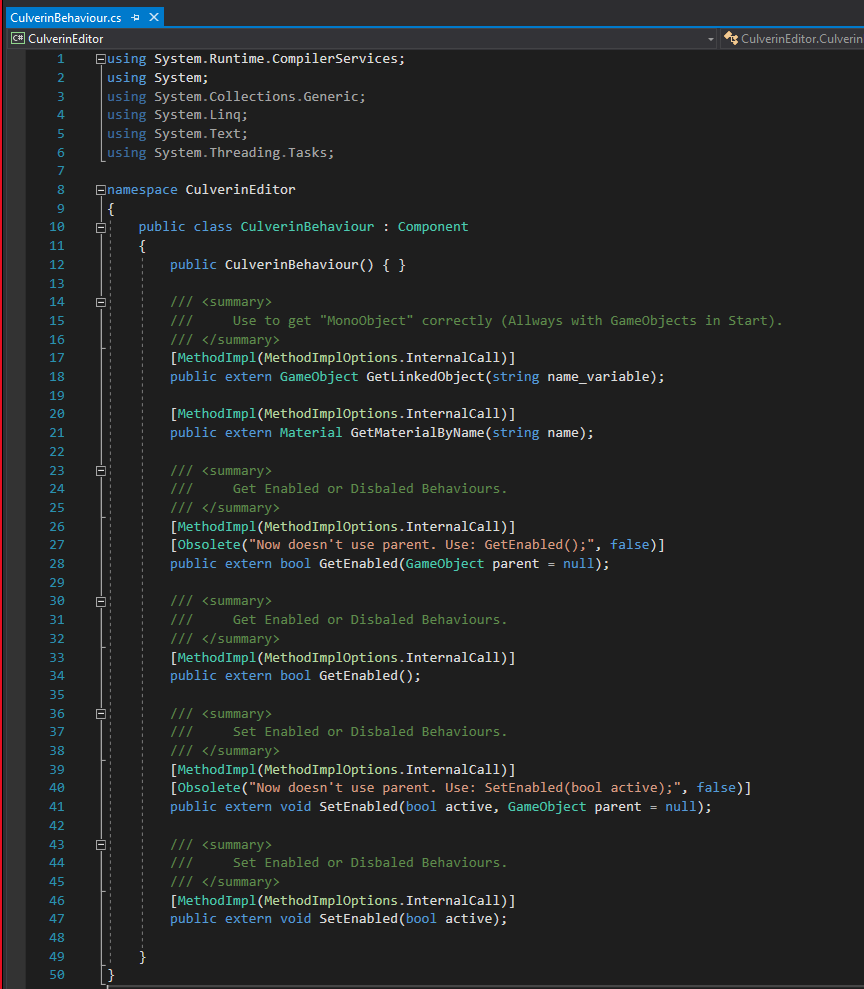 CulverinBehaviour.cs
CulverinEditor CulverinEditor.Culverin
1 using System.Runtime.CompilerServices;
2 using System;
3 using System.Collections.Generic;
4 using System.Linq;
5 using System.Text;
6 using System.Threading.Tasks;
7
8 namespace CulverinEditor
9 {
10 public class CulverinBehaviour : Component
11 {
12 public CulverinBehaviour() { }
13
14 /// <summary>
15 /// Use to get "MonoObject" correctly (Allways with GameObjects in Start).
16 /// </summary>
17 [MethodImpl(MethodImplOptions.InternalCall)]
18 public extern GameObject GetLinkedObject(string name_variable);
19
20 [MethodImpl(MethodImplOptions.InternalCall)]
21 public extern Material GetMaterialByName(string name);
22
23 /// <summary>
24 /// Get Enabled or Disbaled Behaviours.
25 /// </summary>
26 [MethodImpl(MethodImplOptions.InternalCall)]
27 [Obsolete("Now doesn't use parent. Use: GetEnabled();", false)]
28 public extern bool GetEnabled(GameObject parent = null);
29
30 /// <summary>
31 /// Get Enabled or Disbaled Behaviours.
32 /// </summary>
33 [MethodImpl(MethodImplOptions.InternalCall)]
34 public extern bool GetEnabled();
35
36 /// <summary>
37 /// Set Enabled or Disbaled Behaviours.
38 /// </summary>
39 [MethodImpl(MethodImplOptions.InternalCall)]
40 [Obsolete("Now doesn't use parent. Use: SetEnabled(bool active);", false)]
41 public extern void SetEnabled(bool active, GameObject parent = null);
42
43 /// <summary>
44 /// Set Enabled or Disbaled Behaviours.
45 /// </summary>
46 [MethodImpl(MethodImplOptions.InternalCall)]
47 public extern void SetEnabled(bool active);
48
49 }
50 }